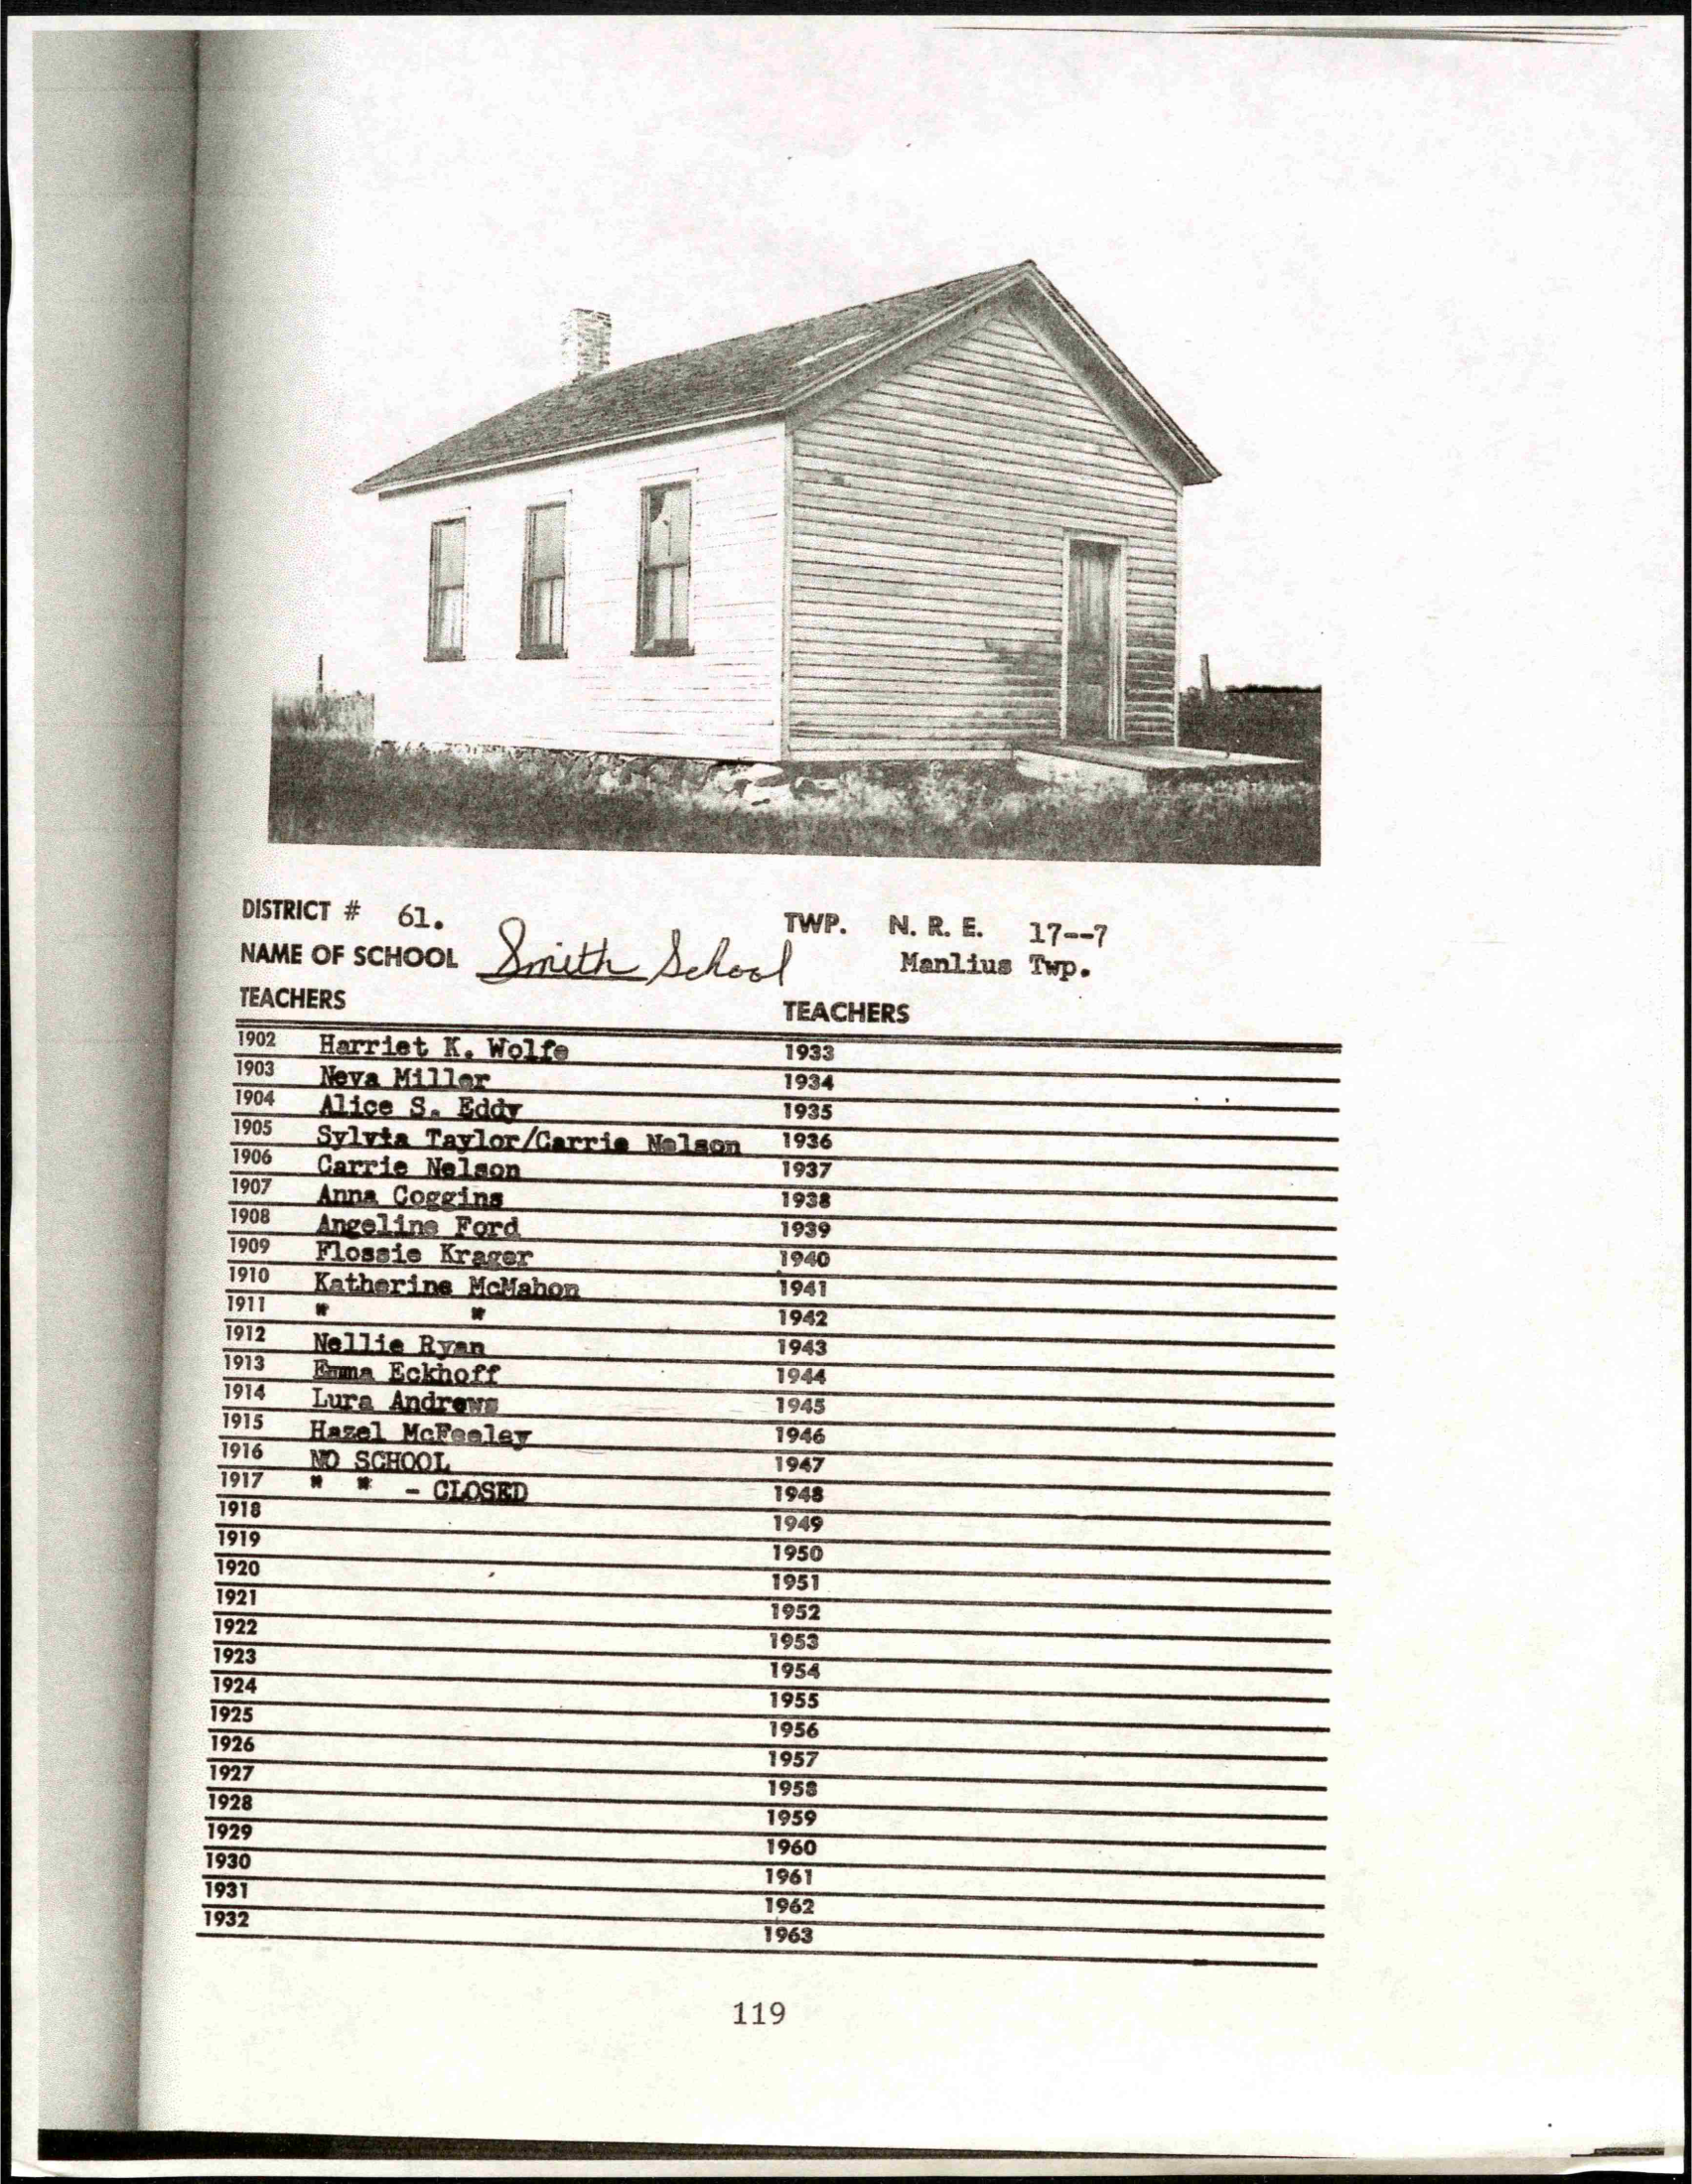 DISTRICT # 61.
TWP. N. R. E. 17--7
NAME OF SCHOOL Smith School
Manlius Twp.
TEACHERS
1902 Harriet K. Wolfe
1903 Neva Miller
1904 Alice S. Eddy
1905 Sylvia Taylor/Carrie Nelson
1906 Carrie Nelson
1907 Anna Coggins
1908 Angeline Ford
1909 Flossie Krager
1910 Katherine McMahon
1911 " "
1912 Nellie Ryan
1913 Emma Eckhoff
1914 Lura Andrews
1915 Hazel McFeeley
1916 NO SCHOOL
1917 " " - CLOSED
1918
1919
1920
1921
1922
1923
1924
1925
1926
1927
1928
1929
1930
1931
1932
TEACHERS
1933
1934
1935
1936
1937
1938
1939
1940
1941
1942
1943
1944
1945
1946
1947
1948
1949
1950
1951
1952
1953
1954
1955
1956
1957
1958
1959
1960
1961
1962
1963
119